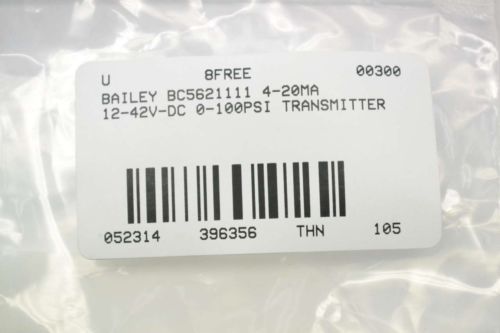 U 8FREE 00300
BAILEY BC5621111 4-20MA
12-42V-DC 0-100PSI TRANSMITTER
052314 396356 THN 105